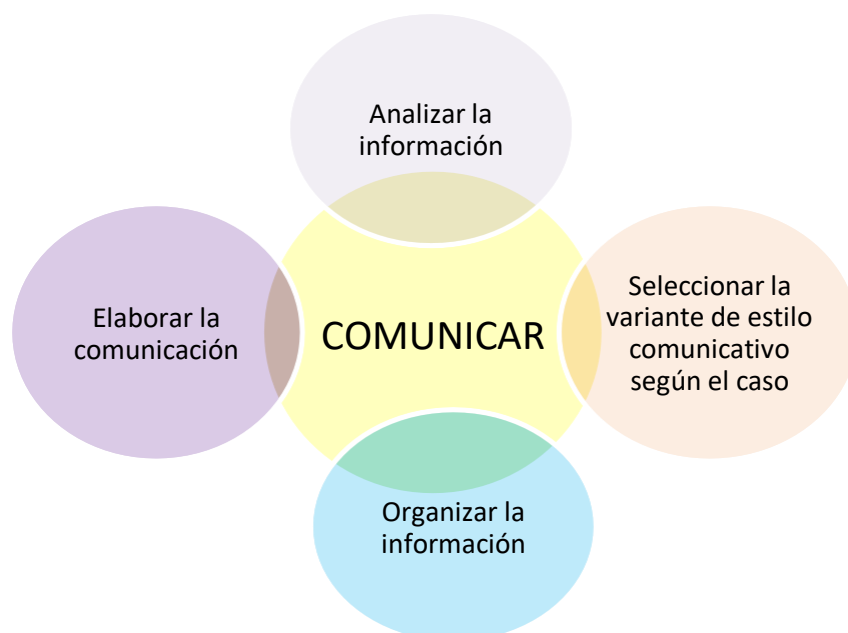 Analizar la
información
Elaborar la
comunicación
COMUNICAR
Seleccionar la
variante de estilo
comunicativo
según el caso
Organizar la
información